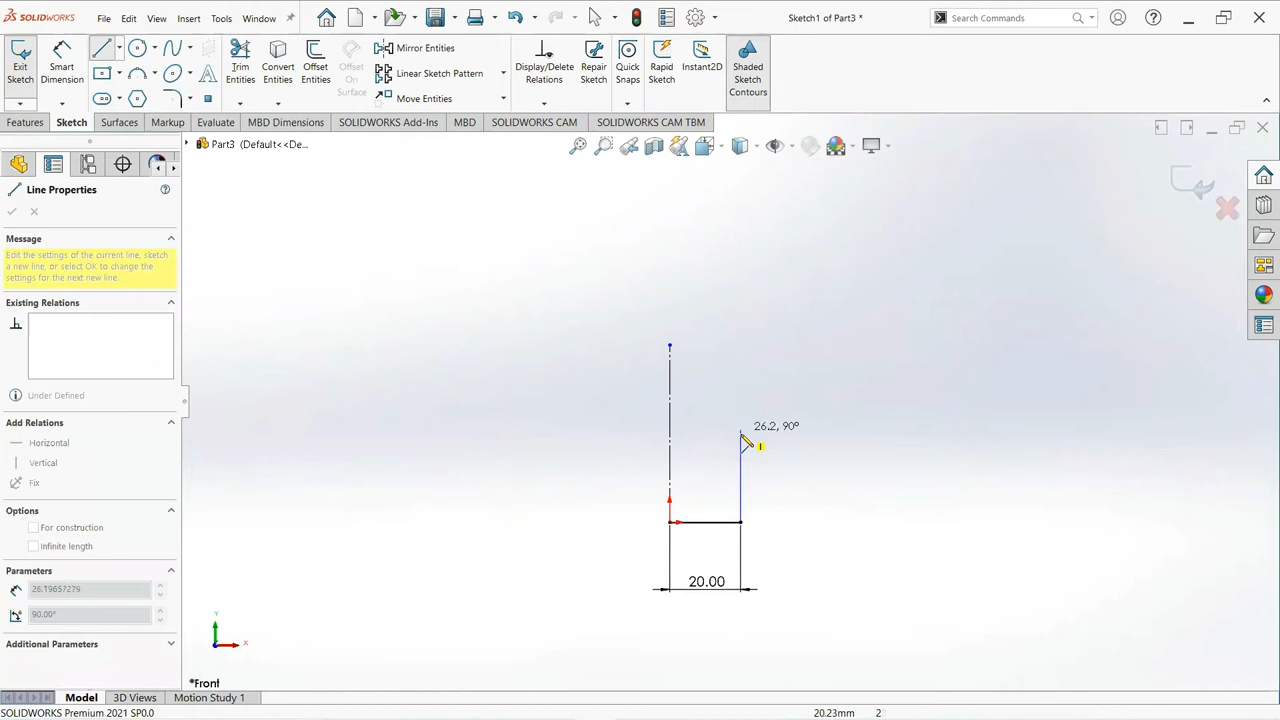 SOLIDWORKS
File
Edit
View
Insert
Tools
Window
Sketch1 of Part3 *
Search Commands
Exit
Sketch
Smart
Dimension
Trim
Entities
Convert
Entities
Offset
Entities
Offset
On
Surface
Mirror Entities
Linear Sketch Pattern
Move Entities
Display/Delete
Relations
Repair
Sketch
Quick
Snaps
Rapid
Sketch
Instant2D
Shaded
Sketch
Contours
Features
Sketch
Surfaces
Markup
Evaluate
MBD Dimensions
SOLIDWORKS Add-Ins
MBD
SOLIDWORKS CAM
SOLIDWORKS CAM TBM
Part3 (Default<<De...
Line Properties
Message
Edit the settings of the current line, sketch
a new line, or select OK to change the
settings for the next new line.
Existing Relations
Under Defined
Add Relations
Horizontal
Vertical
Fix
Options
For construction
Infinite length
Parameters
26.19657279
90.00°
Additional Parameters
26.2, 90°
20.00
Y
X
*Front
Model
3D Views
Motion Study 1
SOLIDWORKS Premium 2021 SP0.0
20.23mm
2